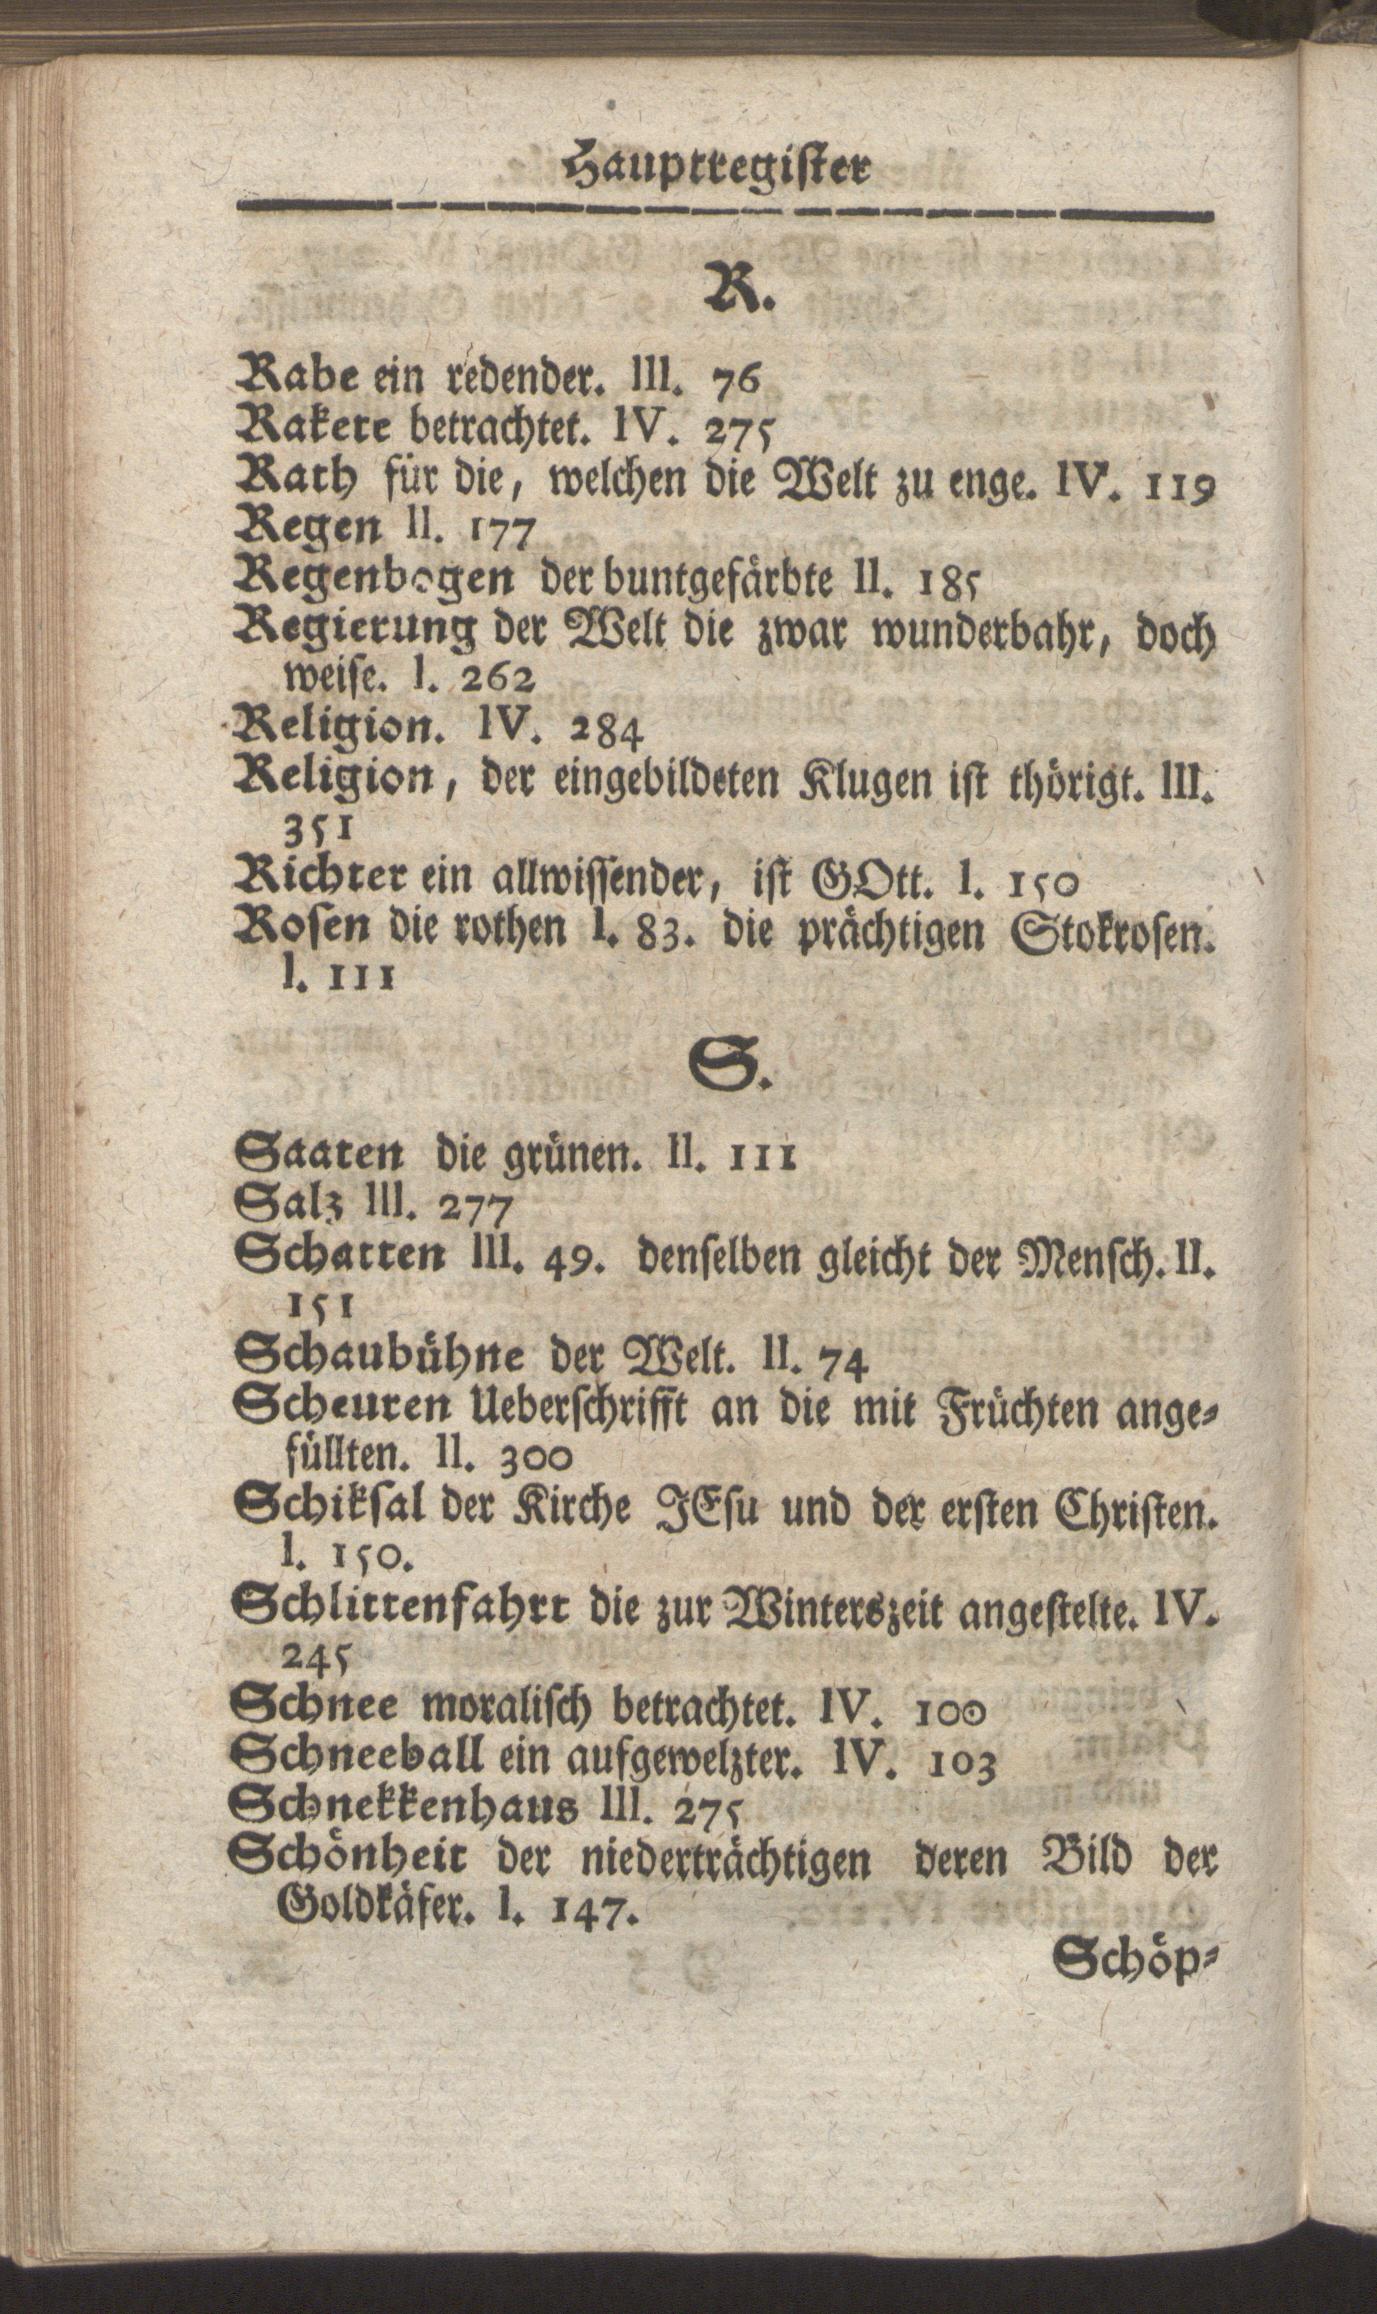 Hauptregister
R.
Rabe ein redender. III. 76
Rakete betrachtet. IV. 275
Rath für die, welchen die Welt zu enge. IV. 119
Regen II. 177
Regenbogen der buntgefärbte II. 185
Regierung der Welt die zwar wunderbahr, doch
weise. I. 262
Religion. IV. 284
Religion, der eingebildeten Klugen ist thörigt. III.
351
Richter ein allwissender, ist GOtt. I. 150
Rosen die rothen I. 83. die prächtigen Stokrosen.
I. 111
S.
Saaten die grünen. II. 111
Salz III. 277
Schatten III. 49. denselben gleicht der Mensch. II.
151
Schaubühne der Welt. II. 74
Scheuren Ueberschrifft an die mit Früchten ange-
füllten. II. 300
Schiksal der Kirche JEsu und der ersten Christen.
I. 150.
Schlittenfahrt die zur Winterszeit angestelte. IV.
245
Schnee moralisch betrachtet. IV. 100
Schneeball ein aufgewelzter. IV. 103
Schnekkenhaus III. 275
Schönheit der niederträchtigen deren Bild der
Goldkäfer. I. 147.
Schöp-